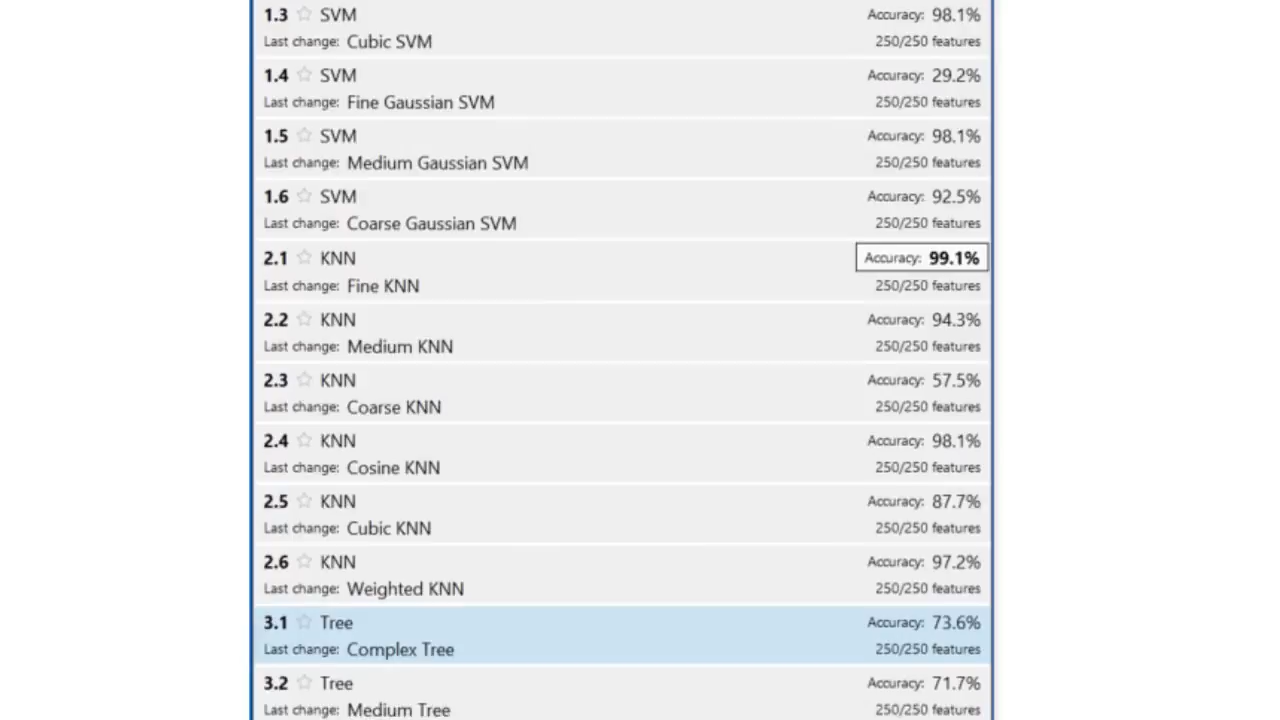 1.3 ☆ SVM Accuracy: 98.1%
Last change: Cubic SVM 250/250 features
1.4 ☆ SVM Accuracy: 29.2%
Last change: Fine Gaussian SVM 250/250 features
1.5 ☆ SVM Accuracy: 98.1%
Last change: Medium Gaussian SVM 250/250 features
1.6 ☆ SVM Accuracy: 92.5%
Last change: Coarse Gaussian SVM 250/250 features
2.1 ☆ KNN Accuracy: 99.1%
Last change: Fine KNN 250/250 features
2.2 ☆ KNN Accuracy: 94.3%
Last change: Medium KNN 250/250 features
2.3 ☆ KNN Accuracy: 57.5%
Last change: Coarse KNN 250/250 features
2.4 ☆ KNN Accuracy: 98.1%
Last change: Cosine KNN 250/250 features
2.5 ☆ KNN Accuracy: 87.7%
Last change: Cubic KNN 250/250 features
2.6 ☆ KNN Accuracy: 97.2%
Last change: Weighted KNN 250/250 features
3.1 ☆ Tree Accuracy: 73.6%
Last change: Complex Tree 250/250 features
3.2 ☆ Tree Accuracy: 71.7%
Last change: Medium Tree 250/250 features